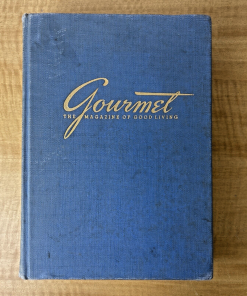 Gourmet
THE MAGAZINE OF GOOD LIVING